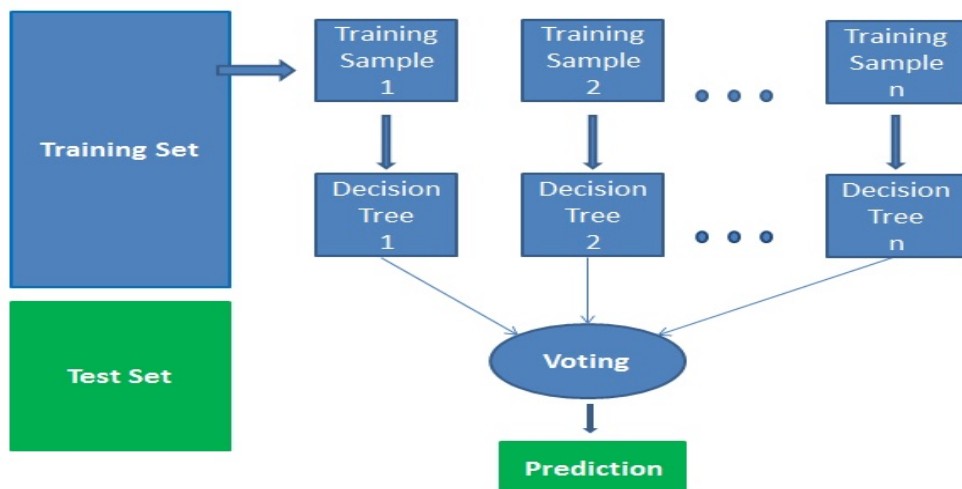 Training Set
Training
Sample
1
Training
Sample
2
Training
Sample
n
Decision
Tree
1
Decision
Tree
2
Decision
Tree
n
Test Set
Voting
Prediction